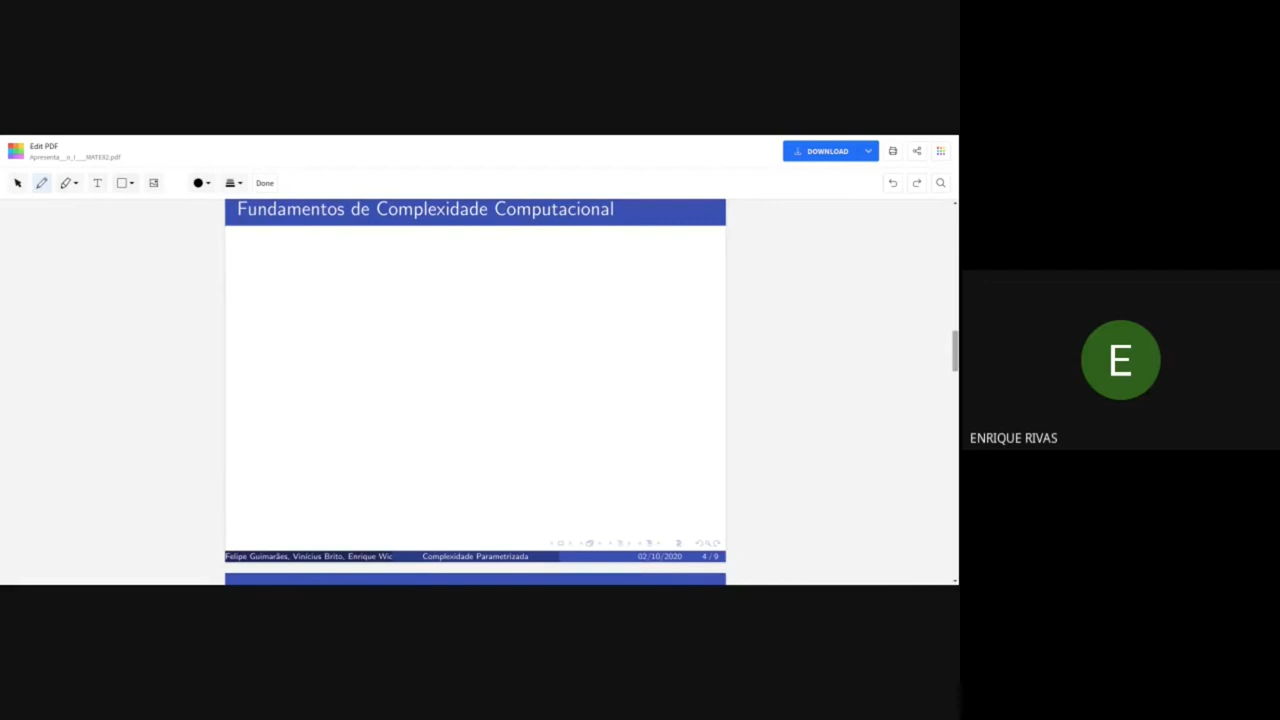 Edit PDF
DOWNLOAD
T
Done
Fundamentos de Complexidade Computacional
Felipe Guimarães, Vinícius Brito, Enrique Wic
Complexidade Parametrizada
02/10/2020
4 / 9
E
ENRIQUE RIVAS